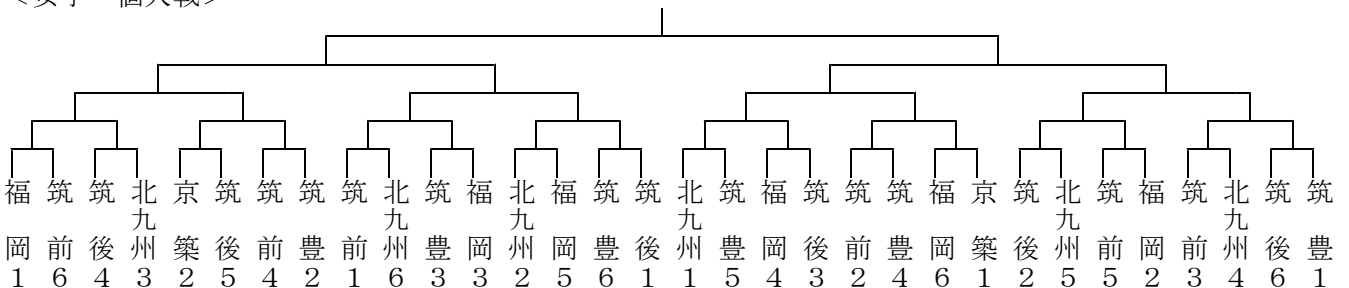 ＜女子　個人戦＞
福岡１
筑前６
筑後４
北九州３
京築２
筑後５
筑前４
筑豊２
筑前１
北九州６
筑豊３
福岡３
北九州２
福岡５
筑豊６
筑後１
北九州１
筑豊５
福岡４
筑後３
筑前２
筑豊４
福岡６
京築１
筑後２
北九州５
筑前５
福岡２
筑前３
北九州４
筑後６
筑豊１